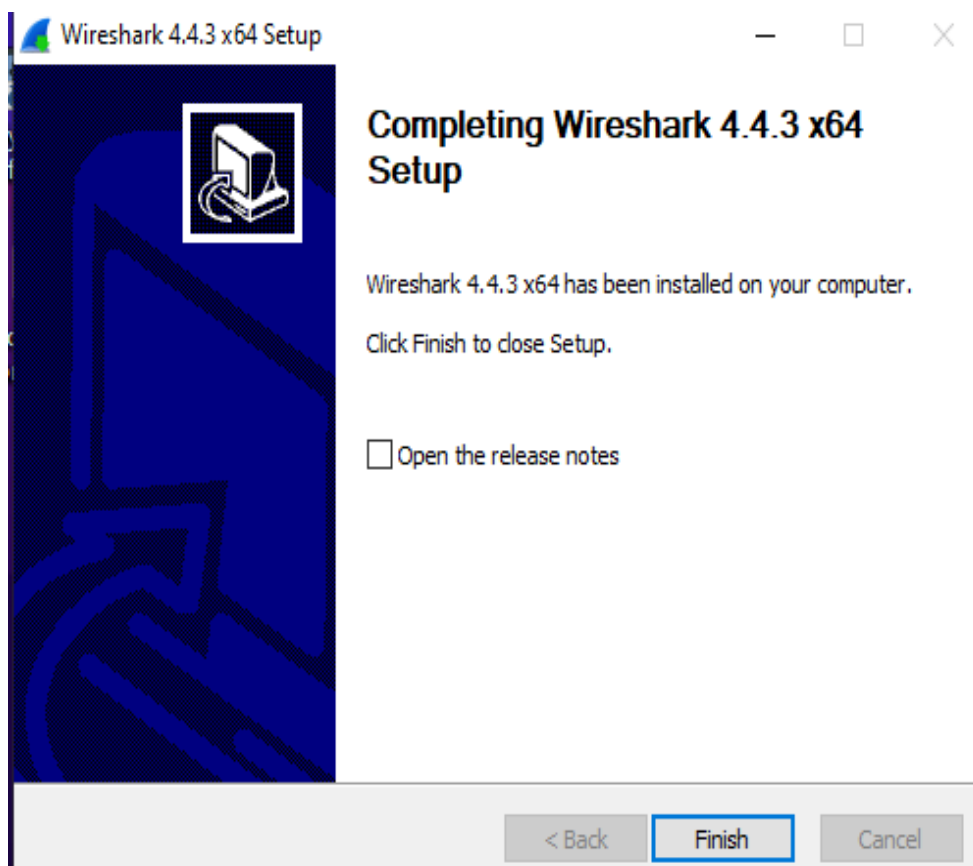 Wireshark 4.4.3 x64 Setup
Completing Wireshark 4.4.3 x64
Setup
Wireshark 4.4.3 x64 has been installed on your computer.
Click Finish to close Setup.
Open the release notes
< Back
Finish
Cancel